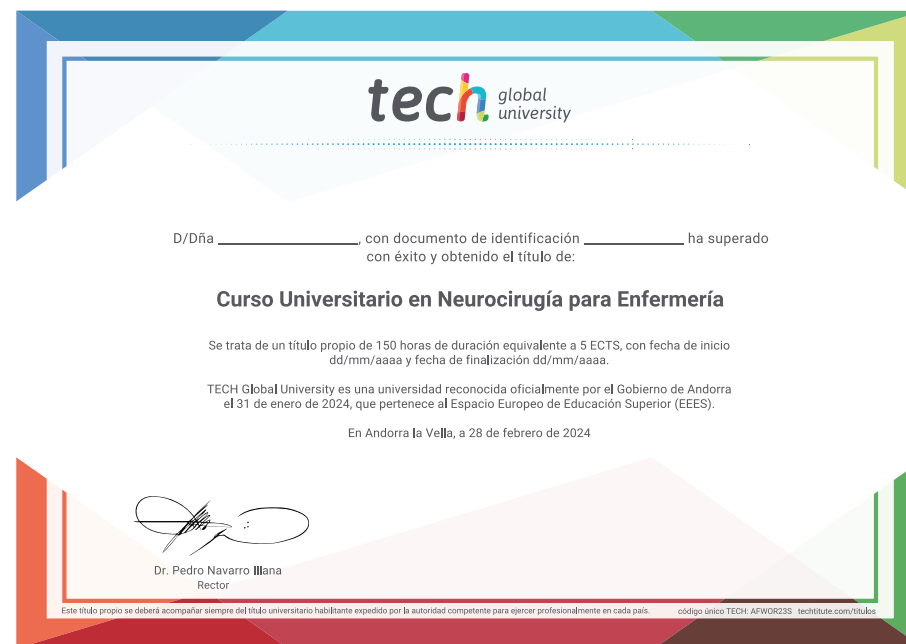 tech global university
D/Dña ____________________, con documento de identificación ______________ ha superado
con éxito y obtenido el título de:
Curso Universitario en Neurocirugía para Enfermería
Se trata de un título propio de 150 horas de duración equivalente a 5 ECTS, con fecha de inicio
dd/mm/aaaa y fecha de finalización dd/mm/aaaa.
TECH Global University es una universidad reconocida oficialmente por el Gobierno de Andorra
el 31 de enero de 2024, que pertenece al Espacio Europeo de Educación Superior (EEES).
En Andorra la Vella, a 28 de febrero de 2024
Dr. Pedro Navarro Illana
Rector
Este título propio se deberá acompañar siempre del título universitario habilitante expedido por la autoridad competente para ejercer profesionalmente en cada país. código único TECH: AFWOR23S techtitute.com/titulos